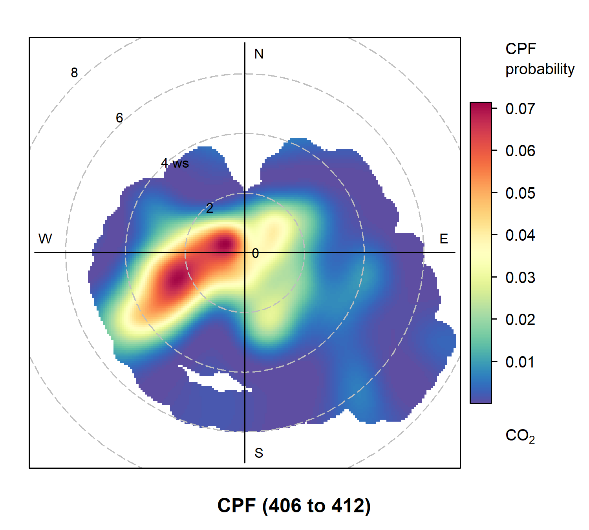 CPF
probability
N
8
6
4 ws
2
W
0
E
S
0.07
0.06
0.05
0.04
0.03
0.02
0.01
CO₂
CPF (406 to 412)